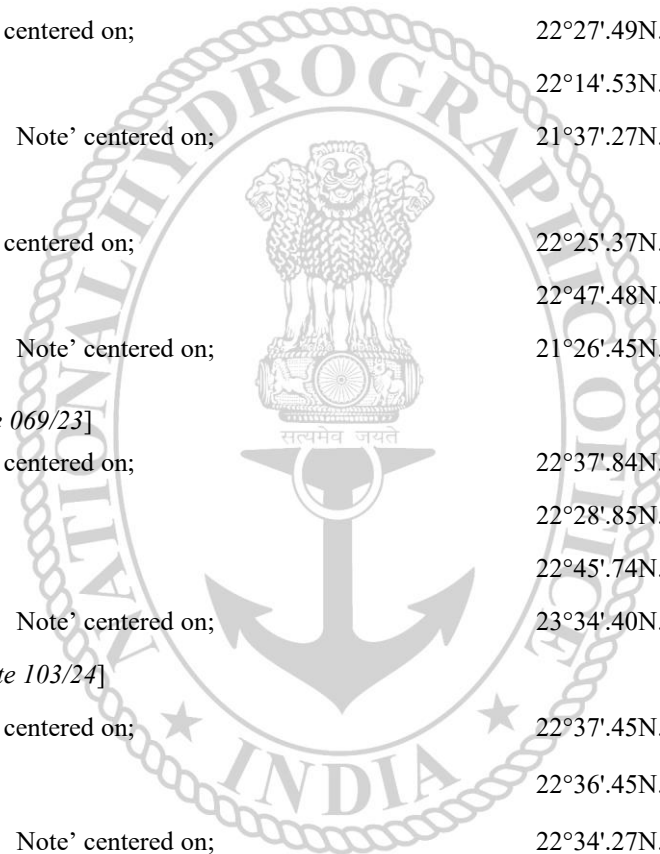 centered on; 22°27'.49N.
22°14'.53N.
Note’ centered on; 21°37'.27N.
centered on; 22°25'.37N.
22°47'.48N.
Note’ centered on; 21°26'.45N.
e 069/23]
centered on; 22°37'.84N.
22°28'.85N.
22°45'.74N.
Note’ centered on; 23°34'.40N.
te 103/24]
centered on; 22°37'.45N.
22°36'.45N.
Note’ centered on; 22°34'.27N.
NATIONAL HYDROGRAPHIC OFFICE
सत्यमेव जयते
INDIA